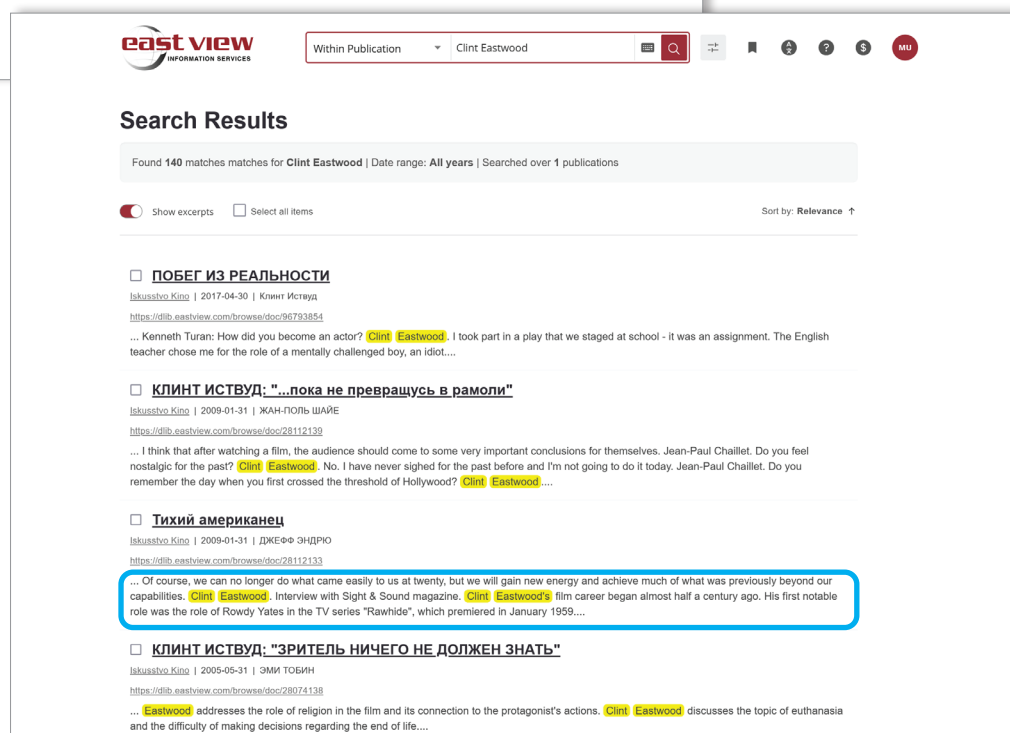 east view
INFORMATION SERVICES
Within Publication Clint Eastwood
A Z ? $ MU
Search Results
Found 140 matches matches for Clint Eastwood | Date range: All years | Searched over 1 publications
Show excerpts Select all items Sort by: Relevance ↑
ПОБЕГ ИЗ РЕАЛЬНОСТИ
Iskusstvo Kino | 2017-04-30 | Клинт Иствуд
https://dlib.eastview.com/browse/doc/96793854
... Kenneth Turan: How did you become an actor? Clint Eastwood. I took part in a play that we staged at school - it was an assignment. The English
teacher chose me for the role of a mentally challenged boy, an idiot....
КЛИНТ ИСТВУД: "...пока не превращусь в рамоли"
Iskusstvo Kino | 2009-01-31 | ЖАН-ПОЛЬ ШАЙЕ
https://dlib.eastview.com/browse/doc/28112139
... I think that after watching a film, the audience should come to some very important conclusions for themselves. Jean-Paul Chaillet. Do you feel
nostalgic for the past? Clint Eastwood. No. I have never sighed for the past before and I'm not going to do it today. Jean-Paul Chaillet. Do you
remember the day when you first crossed the threshold of Hollywood? Clint Eastwood....
Тихий американец
Iskusstvo Kino | 2009-01-31 | ДЖЕФФ ЭНДРЮ
https://dlib.eastview.com/browse/doc/28112133
... Of course, we can no longer do what came easily to us at twenty, but we will gain new energy and achieve much of what was previously beyond our
capabilities. Clint Eastwood. Interview with Sight & Sound magazine. Clint Eastwood's film career began almost half a century ago. His first notable
role was the role of Rowdy Yates in the TV series "Rawhide", which premiered in January 1959....
КЛИНТ ИСТВУД: "ЗРИТЕЛЬ НИЧЕГО НЕ ДОЛЖЕН ЗНАТЬ"
Iskusstvo Kino | 2005-05-31 | ЭМИ ТОБИН
https://dlib.eastview.com/browse/doc/28074138
... Eastwood addresses the role of religion in the film and its connection to the protagonist's actions. Clint Eastwood discusses the topic of euthanasia
and the difficulty of making decisions regarding the end of life....